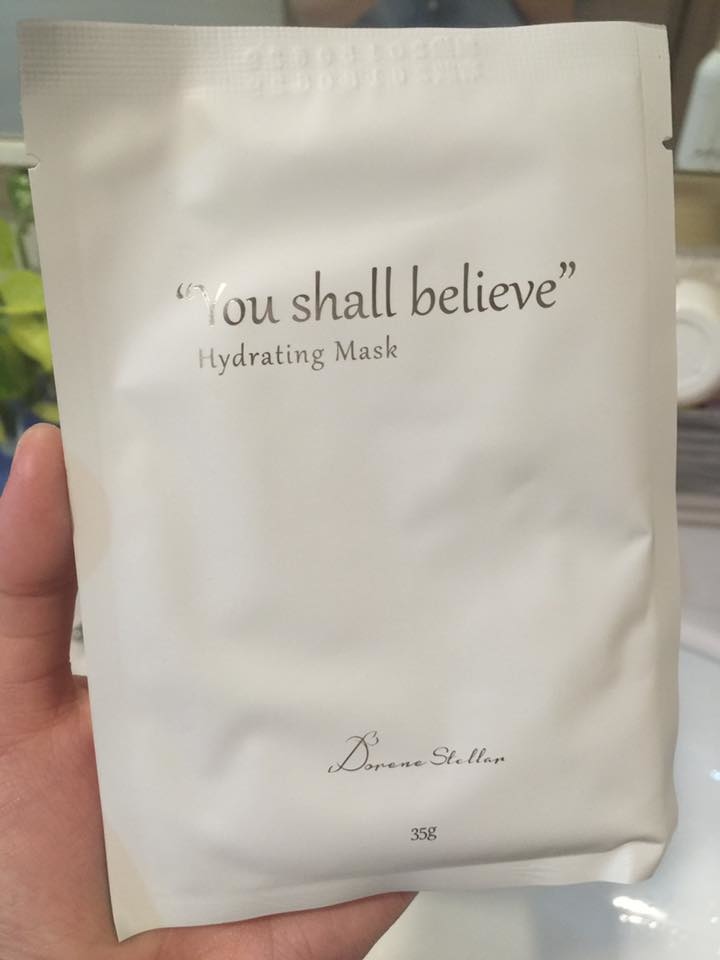 “You shall believe”
Hydrating Mask
Dorene Stellar
35g